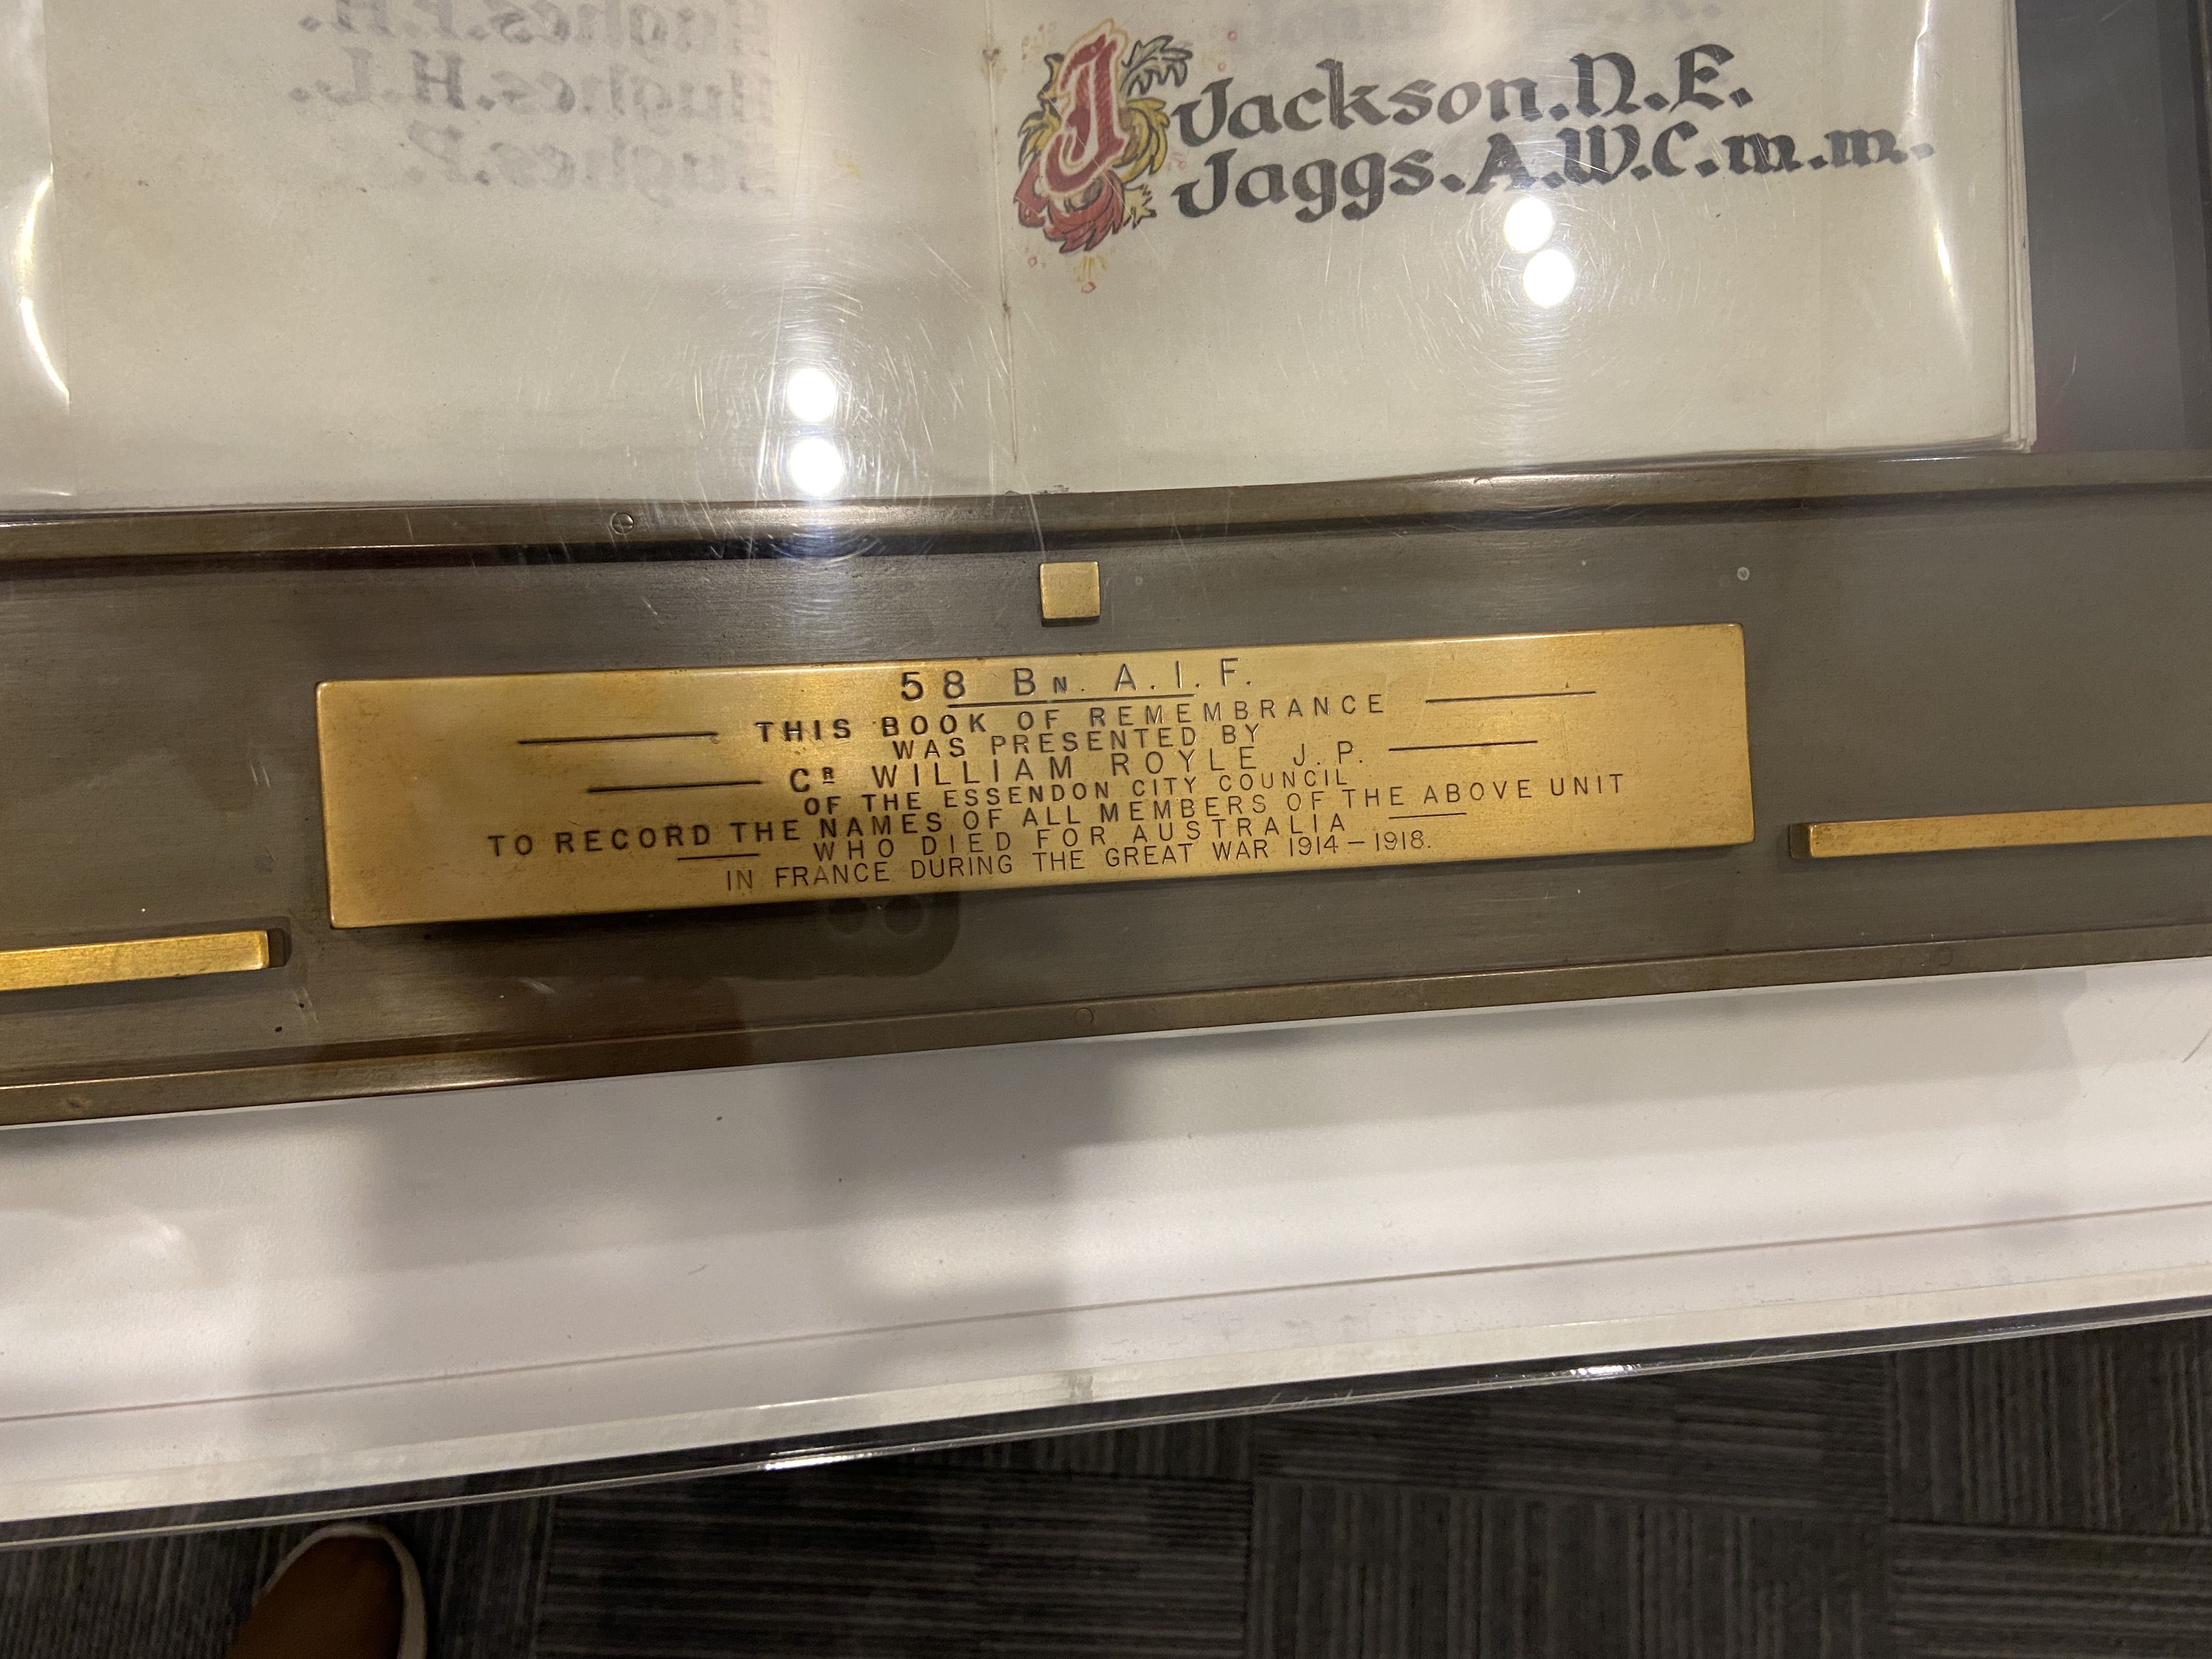 J
Jackson.N.E.
Jaggs.A.W.C.m.m.
58 BN. A.I.F.
THIS BOOK OF REMEMBRANCE
WAS PRESENTED BY
CR WILLIAM ROYLE J.P.
OF THE ESSENDON CITY COUNCIL
TO RECORD THE NAMES OF ALL MEMBERS OF THE ABOVE UNIT
WHO DIED FOR AUSTRALIA
IN FRANCE DURING THE GREAT WAR 1914-1918.